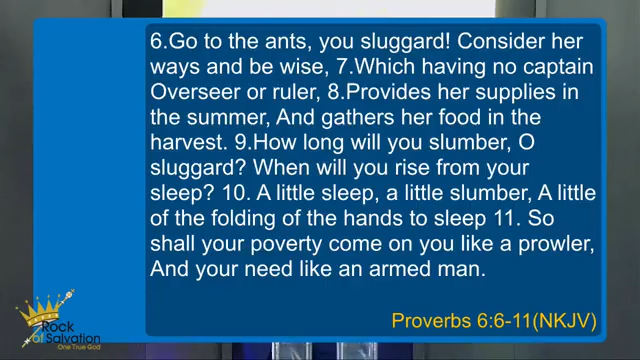 6.Go to the ants, you sluggard! Consider her
ways and be wise, 7.Which having no captain
Overseer or ruler, 8.Provides her supplies in
the summer, And gathers her food in the
harvest. 9.How long will you slumber, O
sluggard? When will you rise from your
sleep? 10. A little sleep, a little slumber, A little
of the folding of the hands to sleep 11. So
shall your poverty come on you like a prowler,
And your need like an armed man.
Proverbs 6:6-11(NKJV)
Rock
of Salvation
One True God